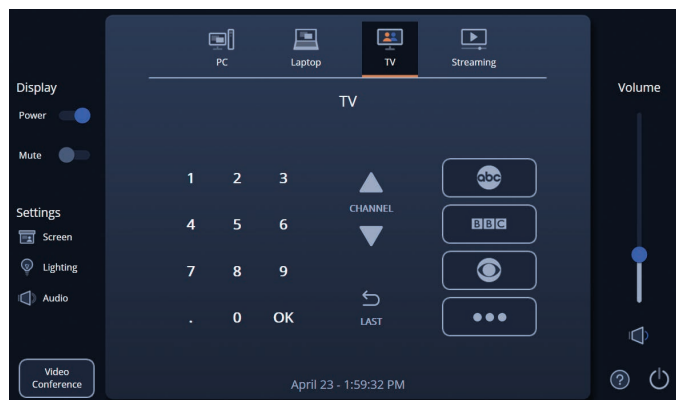 PC
Laptop
TV
Streaming
Display
Power
Mute
Settings
Screen
Lighting
Audio
Video
Conference
TV
1 2 3
4 5 6
7 8 9
. 0 OK
CHANNEL
LAST
abc
BBC
April 23 - 1:59:32 PM
Volume
?